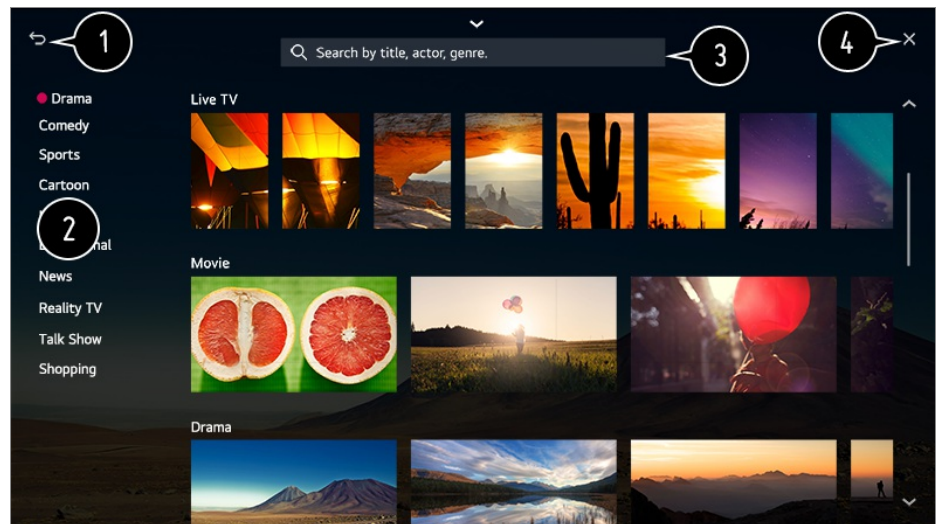 1
Search by title, actor, genre.
3
4
Drama
Live TV
Comedy
Sports
Cartoon
2
News
Movie
Reality TV
Talk Show
Shopping
Drama